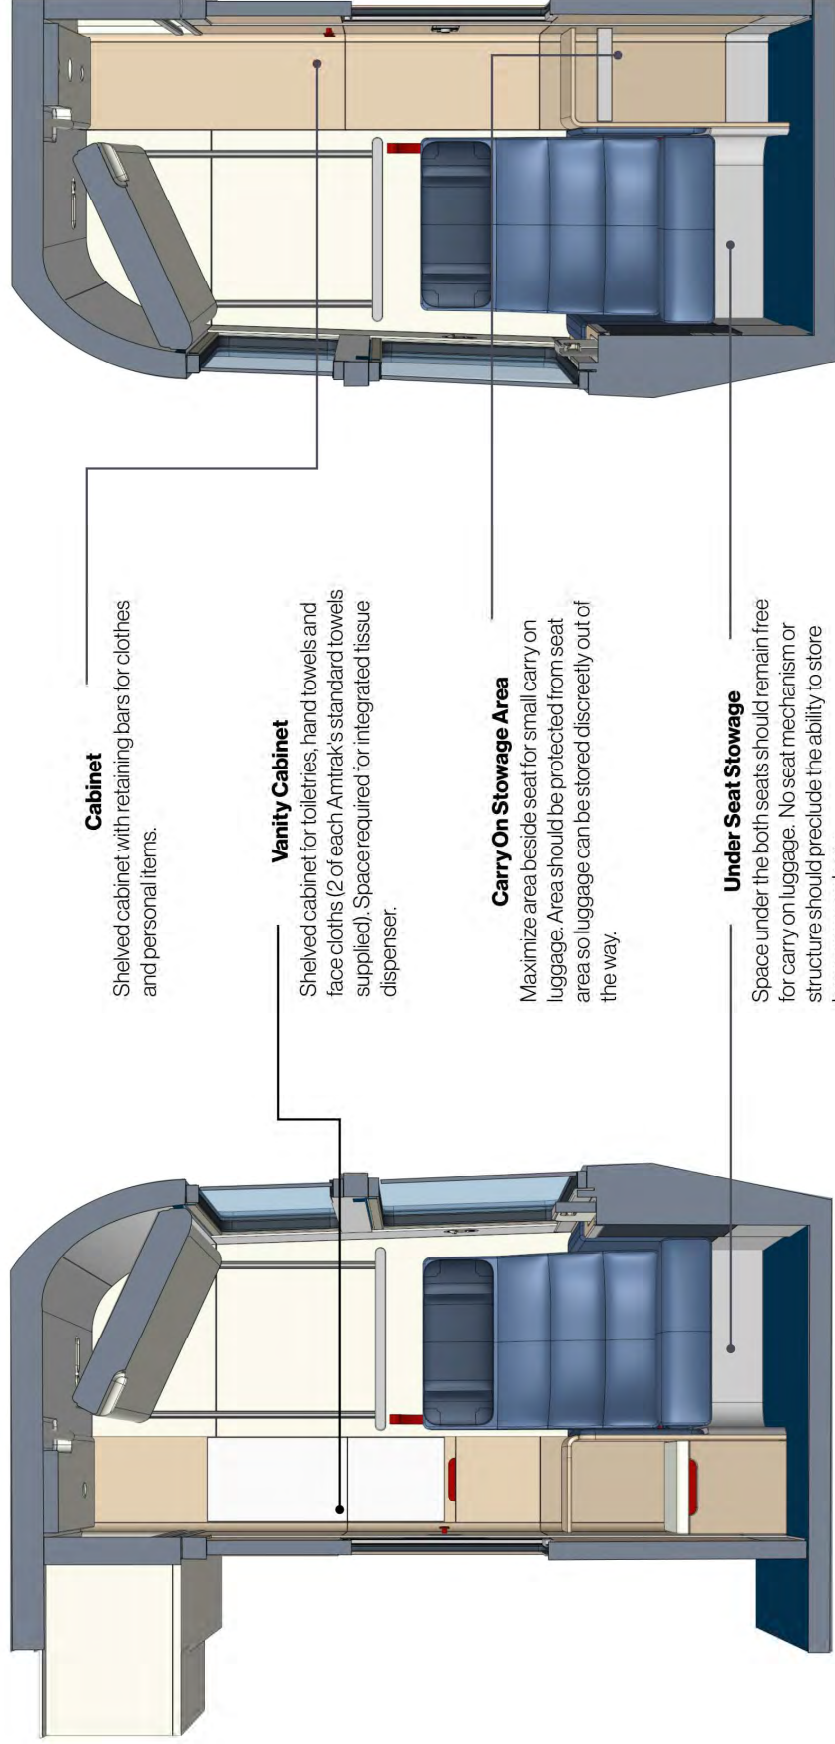 Cabinet
Shelved cabinet with retaining bars for clothes
and personal items.
Vanity Cabinet
Shelved cabinet for toiletries, hand towels and
face cloths (2 of each Amtrak's standard towels
supplied). Space required for integrated tissue
dispenser.
Carry On Stowage Area
Maximize area beside seat for small carry on
luggage. Area should be protected from seat
area so luggage can be stored discreetly out of
the way.
Under Seat Stowage
Space under the both seats should remain free
for carry on luggage. No seat mechanism or
structure should preclude the ability to store